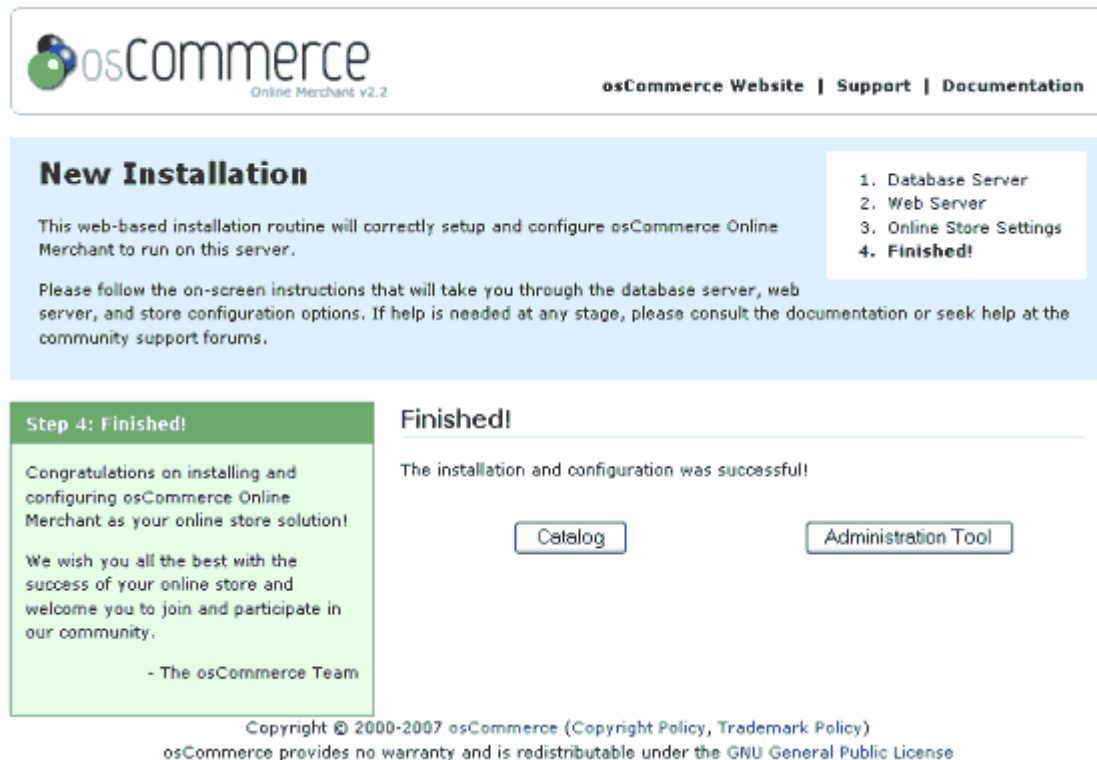 osCommerce
Online Merchant v2.2
osCommerce Website | Support | Documentation
New Installation
This web-based installation routine will correctly setup and configure osCommerce Online
Merchant to run on this server.
Please follow the on-screen instructions that will take you through the database server, web
server, and store configuration options. If help is needed at any stage, please consult the documentation or seek help at the
community support forums.
1. Database Server
2. Web Server
3. Online Store Settings
4. Finished!
Step 4: Finished!
Congratulations on installing and
configuring osCommerce Online
Merchant as your online store solution!
We wish you all the best with the
success of your online store and
welcome you to join and participate in
our community.
- The osCommerce Team
Finished!
The installation and configuration was successful!
Catalog
Administration Tool
Copyright © 2000-2007 osCommerce (Copyright Policy, Trademark Policy)
osCommerce provides no warranty and is redistributable under the GNU General Public License